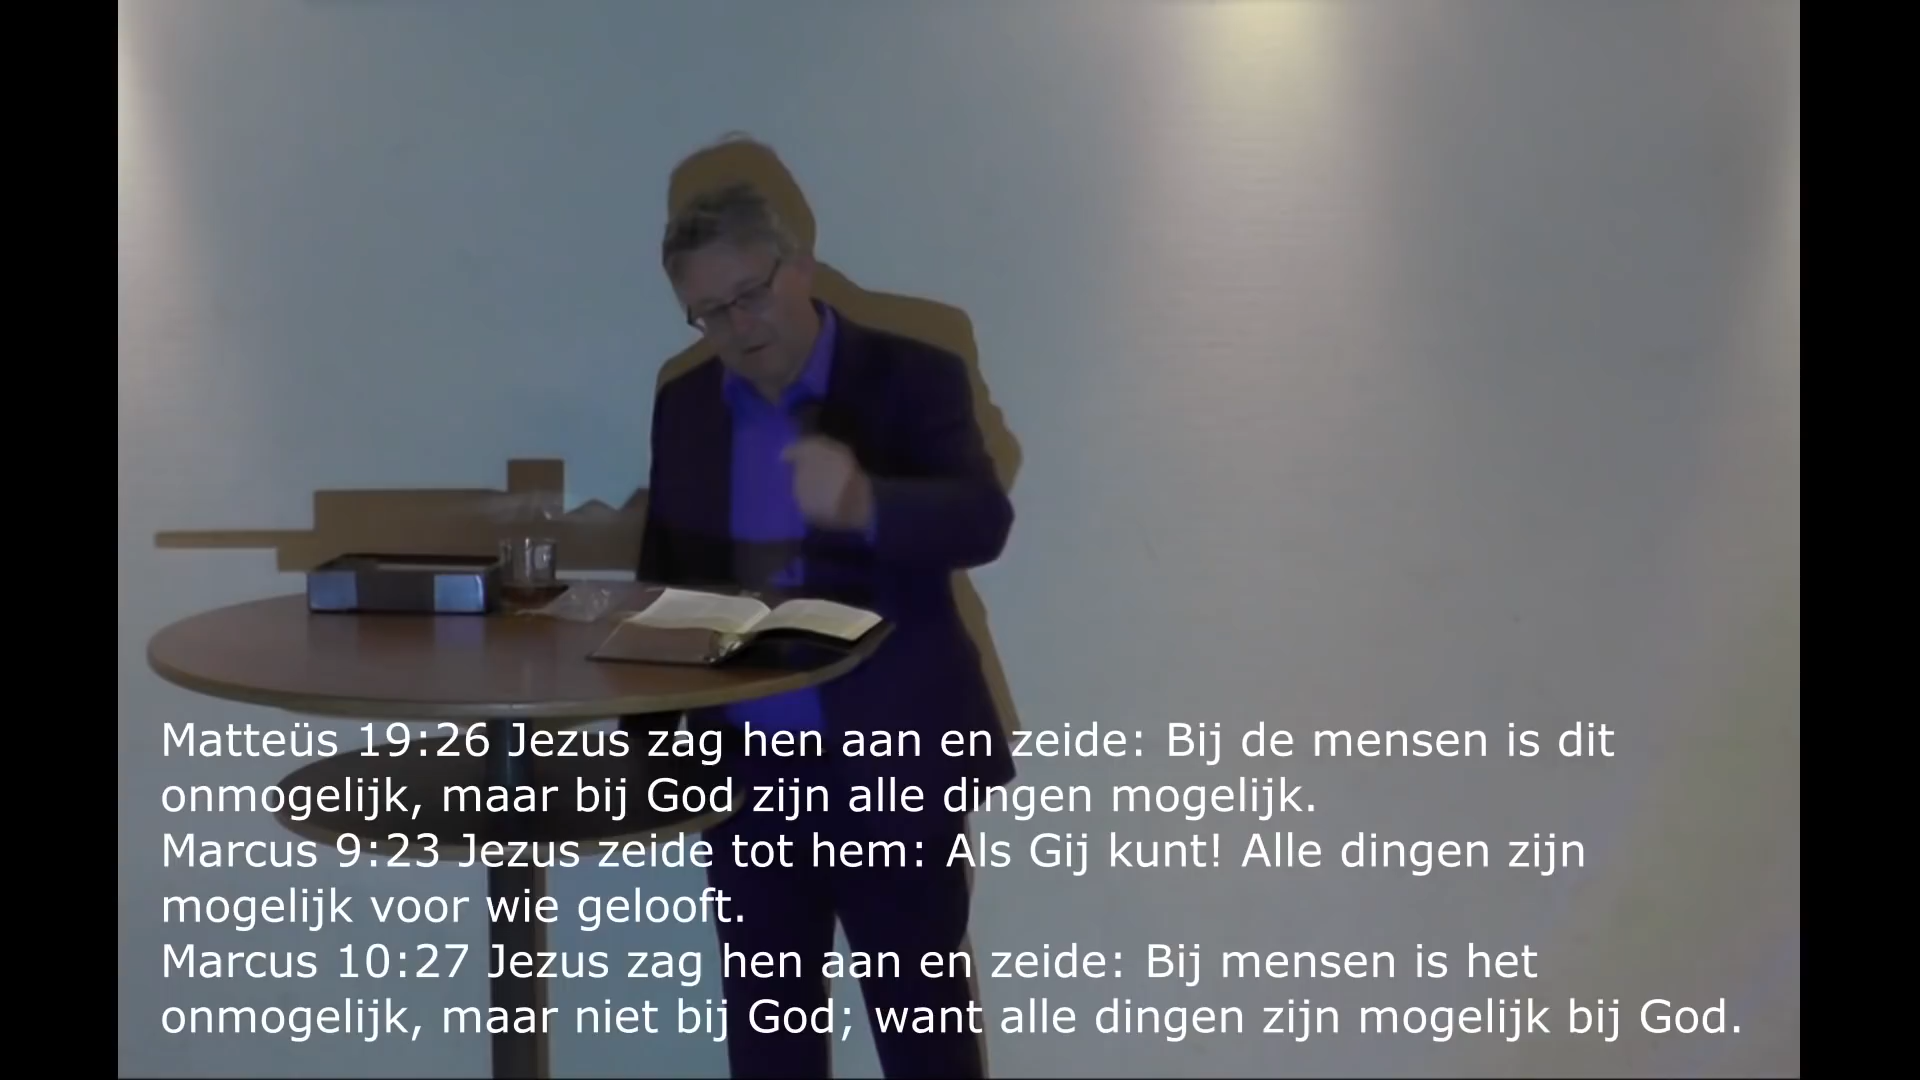 Matteüs 19:26 Jezus zag hen aan en zeide: Bij de mensen is dit
onmogelijk, maar bij God zijn alle dingen mogelijk.
Marcus 9:23 Jezus zeide tot hem: Als Gij kunt! Alle dingen zijn
mogelijk voor wie gelooft.
Marcus 10:27 Jezus zag hen aan en zeide: Bij mensen is het
onmogelijk, maar niet bij God; want alle dingen zijn mogelijk bij God.